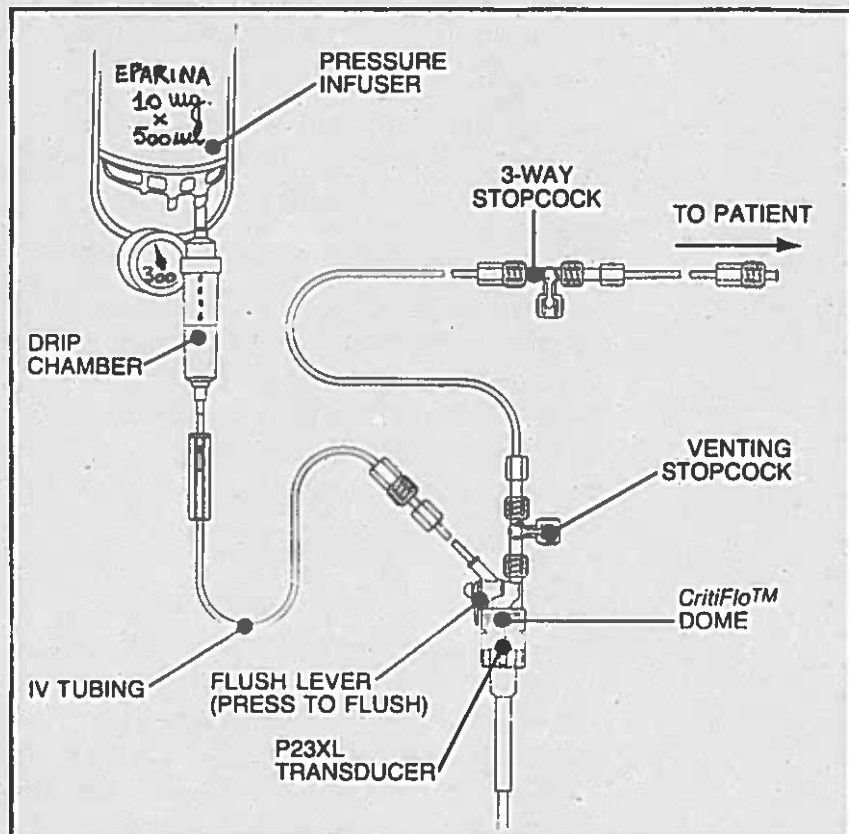 EPARINA
10 mg.
×
500 ml
PRESSURE
INFUSER
3-WAY
STOPCOCK
TO PATIENT
300
DRIP
CHAMBER
VENTING
STOPCOCK
CritiFlo™
DOME
IV TUBING
FLUSH LEVER
(PRESS TO FLUSH)
P23XL
TRANSDUCER